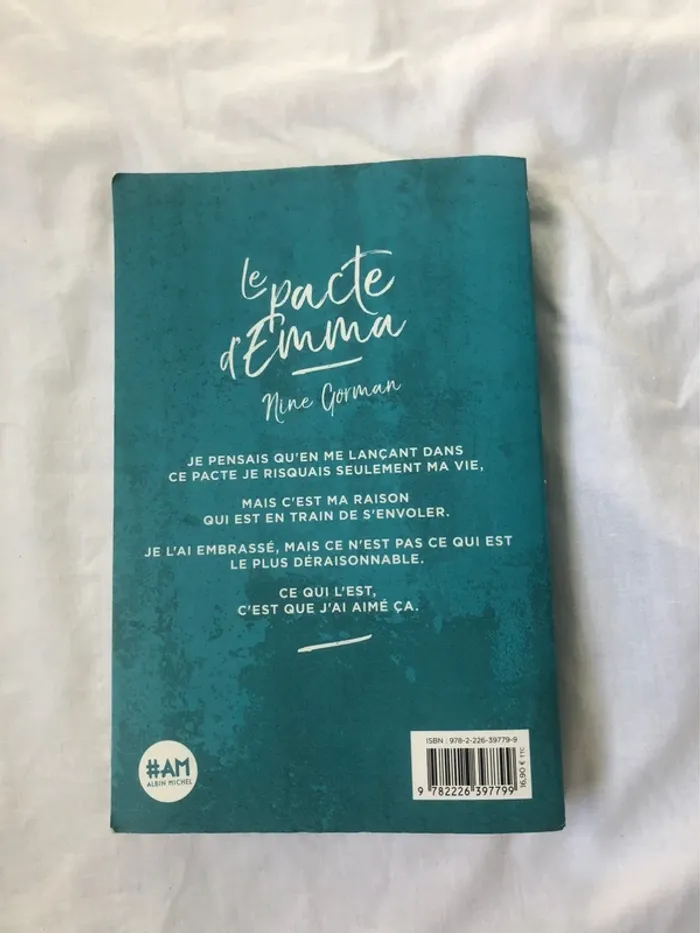 Le
pacte
d'Emma
Nine Gorman
JE PENSAIS QU'EN ME LANÇANT DANS
CE PACTE JE RISQUAIS SEULEMENT MA VIE,
MAIS C'EST MA RAISON
QUI EST EN TRAIN DE S'ENVOLER.
JE L'AI EMBRASSÉ, MAIS CE N'EST PAS CE QUI EST
LE PLUS DÉRAISONNABLE.
CE QUI L'EST,
C'EST QUE J'AI AIMÉ ÇA.
#AM
ALBIN MICHEL
ISBN : 978-2-226-39779-9
9 782226 397799
16,90 € TTC